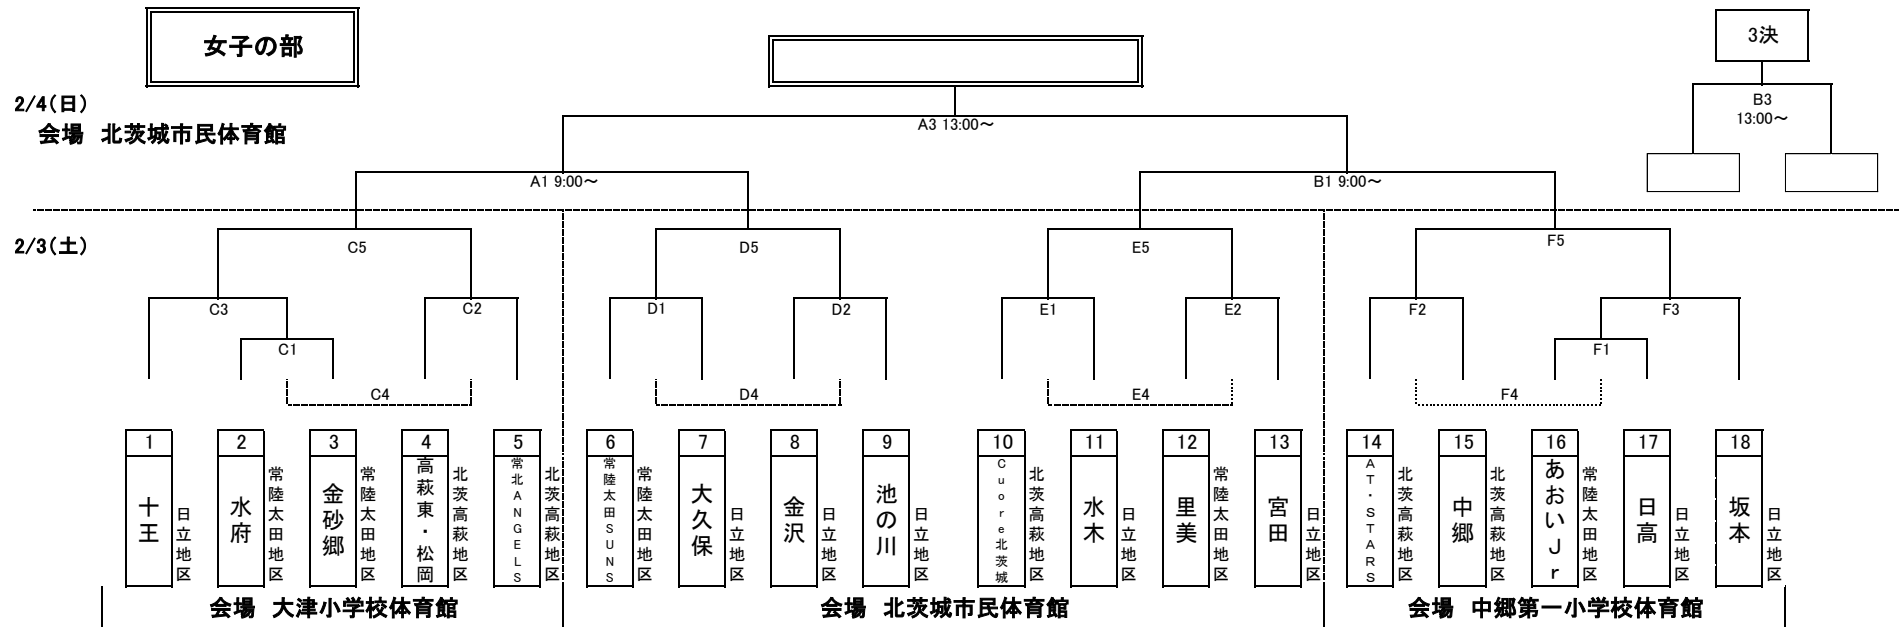 女子の部
3決
2/4(日)
会場 北茨城市民体育館
B3
13:00～
A3 13:00～
A1 9:00～
B1 9:00～
2/3(土)
C5
D5
E5
F5
C3
C2
D1
D2
E1
E2
F2
F3
C1
F1
C4
D4
E4
F4
1
2
3
4
5
6
7
8
9
10
11
12
13
14
15
16
17
18
十王
日立地区
水府
常陸太田地区
金砂郷
常陸太田地区
高萩東・松岡
北茨高萩地区
常北ANGELS
北茨高萩地区
常陸太田SUNS
常陸太田地区
大久保
日立地区
金沢
日立地区
池の川
日立地区
Cuore北茨城
北茨高萩地区
水木
日立地区
里美
常陸太田地区
宮田
日立地区
AT・STARS
北茨高萩地区
中郷
北茨高萩地区
あおいJr
常陸太田地区
日高
日立地区
坂本
日立地区
会場 大津小学校体育館
会場 北茨城市民体育館
会場 中郷第一小学校体育館